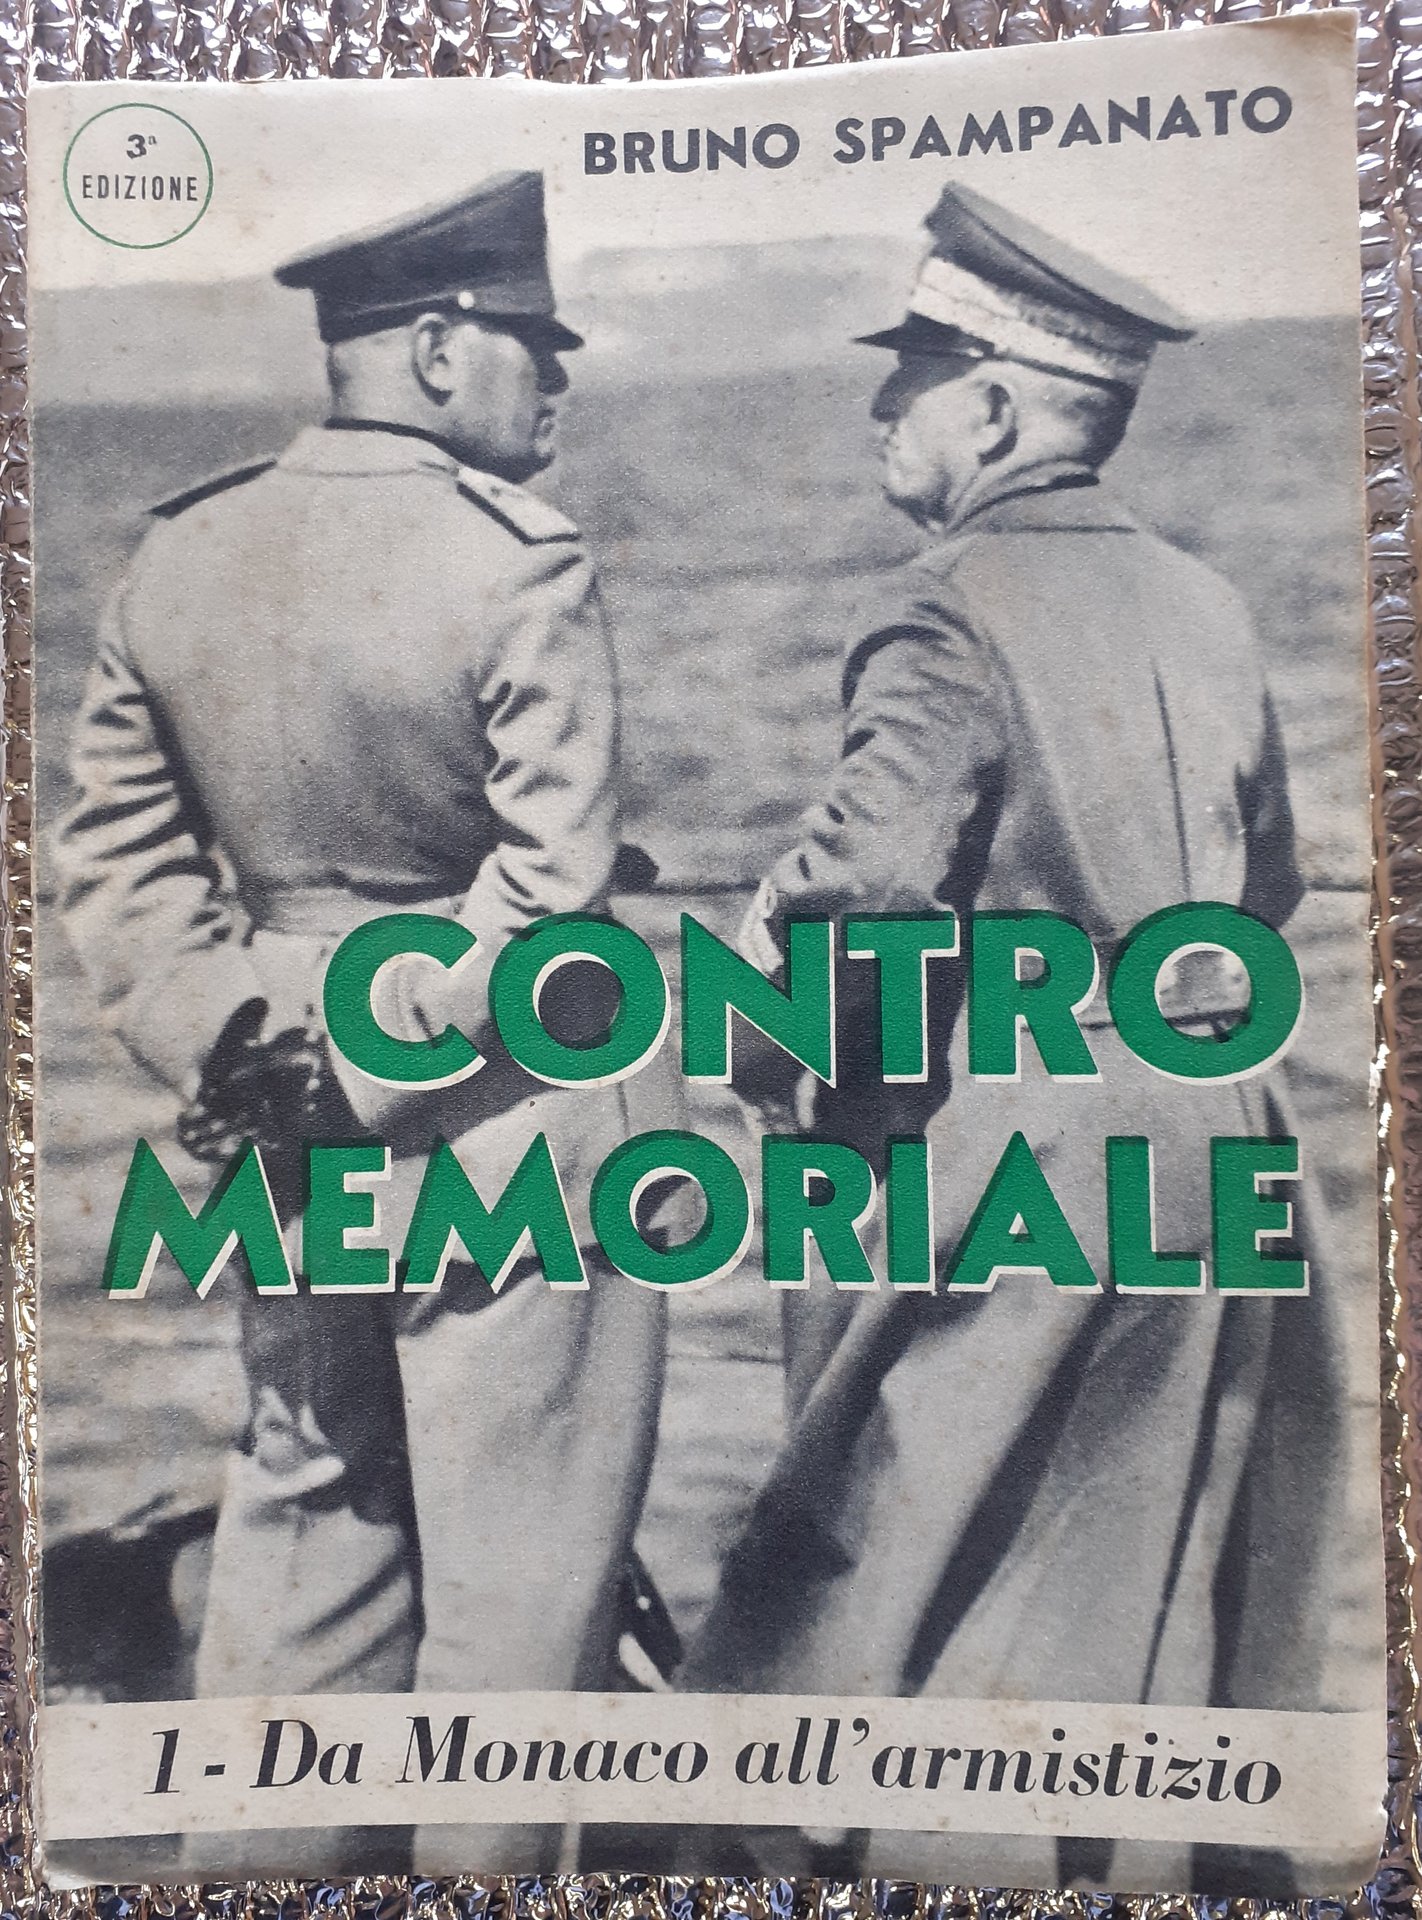 3ª
EDIZIONE
BRUNO SPAMPANATO
CONTRO
MEMORIALE
1 - Da Monaco all'armistizio